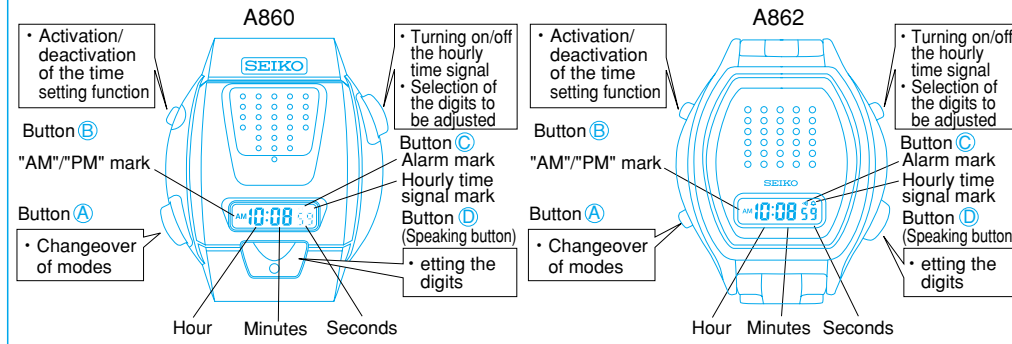 A860
• Activation/
deactivation
of the time
setting function
Button Ⓑ
"AM"/"PM" mark
Button Ⓐ
• Changeover
of modes
SEIKO
AM 10:08 59
• Turning on/off
the hourly
time signal
• Selection of
the digits to
be adjusted
Button Ⓒ
Alarm mark
Hourly time
signal mark
Button Ⓓ
(Speaking button)
• etting the
digits
Hour Minutes Seconds
A862
• Activation/
deactivation
of the time
setting function
Button Ⓑ
"AM"/"PM" mark
Button Ⓐ
• Changeover
of modes
SEIKO
AM 10:08 59
• Turning on/off
the hourly
time signal
• Selection of
the digits to
be adjusted
Button Ⓒ
Alarm mark
Hourly time
signal mark
Button Ⓓ
(Speaking button)
• etting the
digits
Hour Minutes Seconds